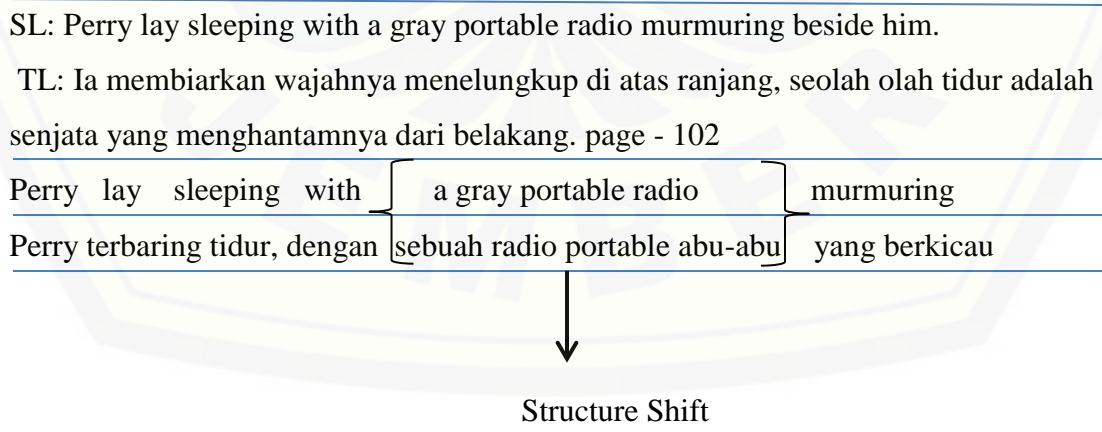 SL: Perry lay sleeping with a gray portable radio murmuring beside him.
TL: Ia membiarkan wajahnya menelungkup di atas ranjang, seolah olah tidur adalah
senjata yang menghantamnya dari belakang. page - 102
Perry lay sleeping with a gray portable radio murmuring
Perry terbaring tidur, dengan sebuah radio portable abu-abu yang berkicau
Structure Shift
JEMBER